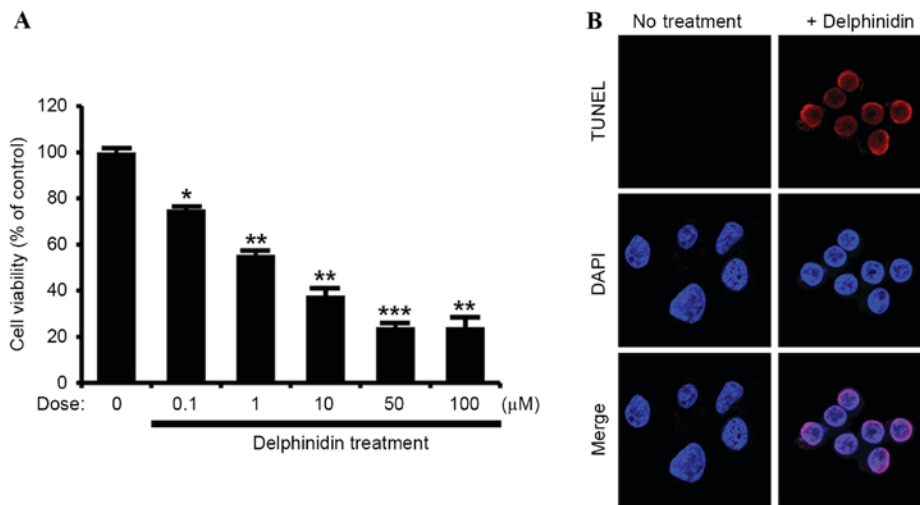 A
Cell viability (% of control)
120
100
80
60
40
20
0
*
**
**
***
**
Dose: 0 0.1 1 10 50 100 (μM)
Delphinidin treatment
B
No treatment + Delphinidin
TUNEL
DAPI
Merge